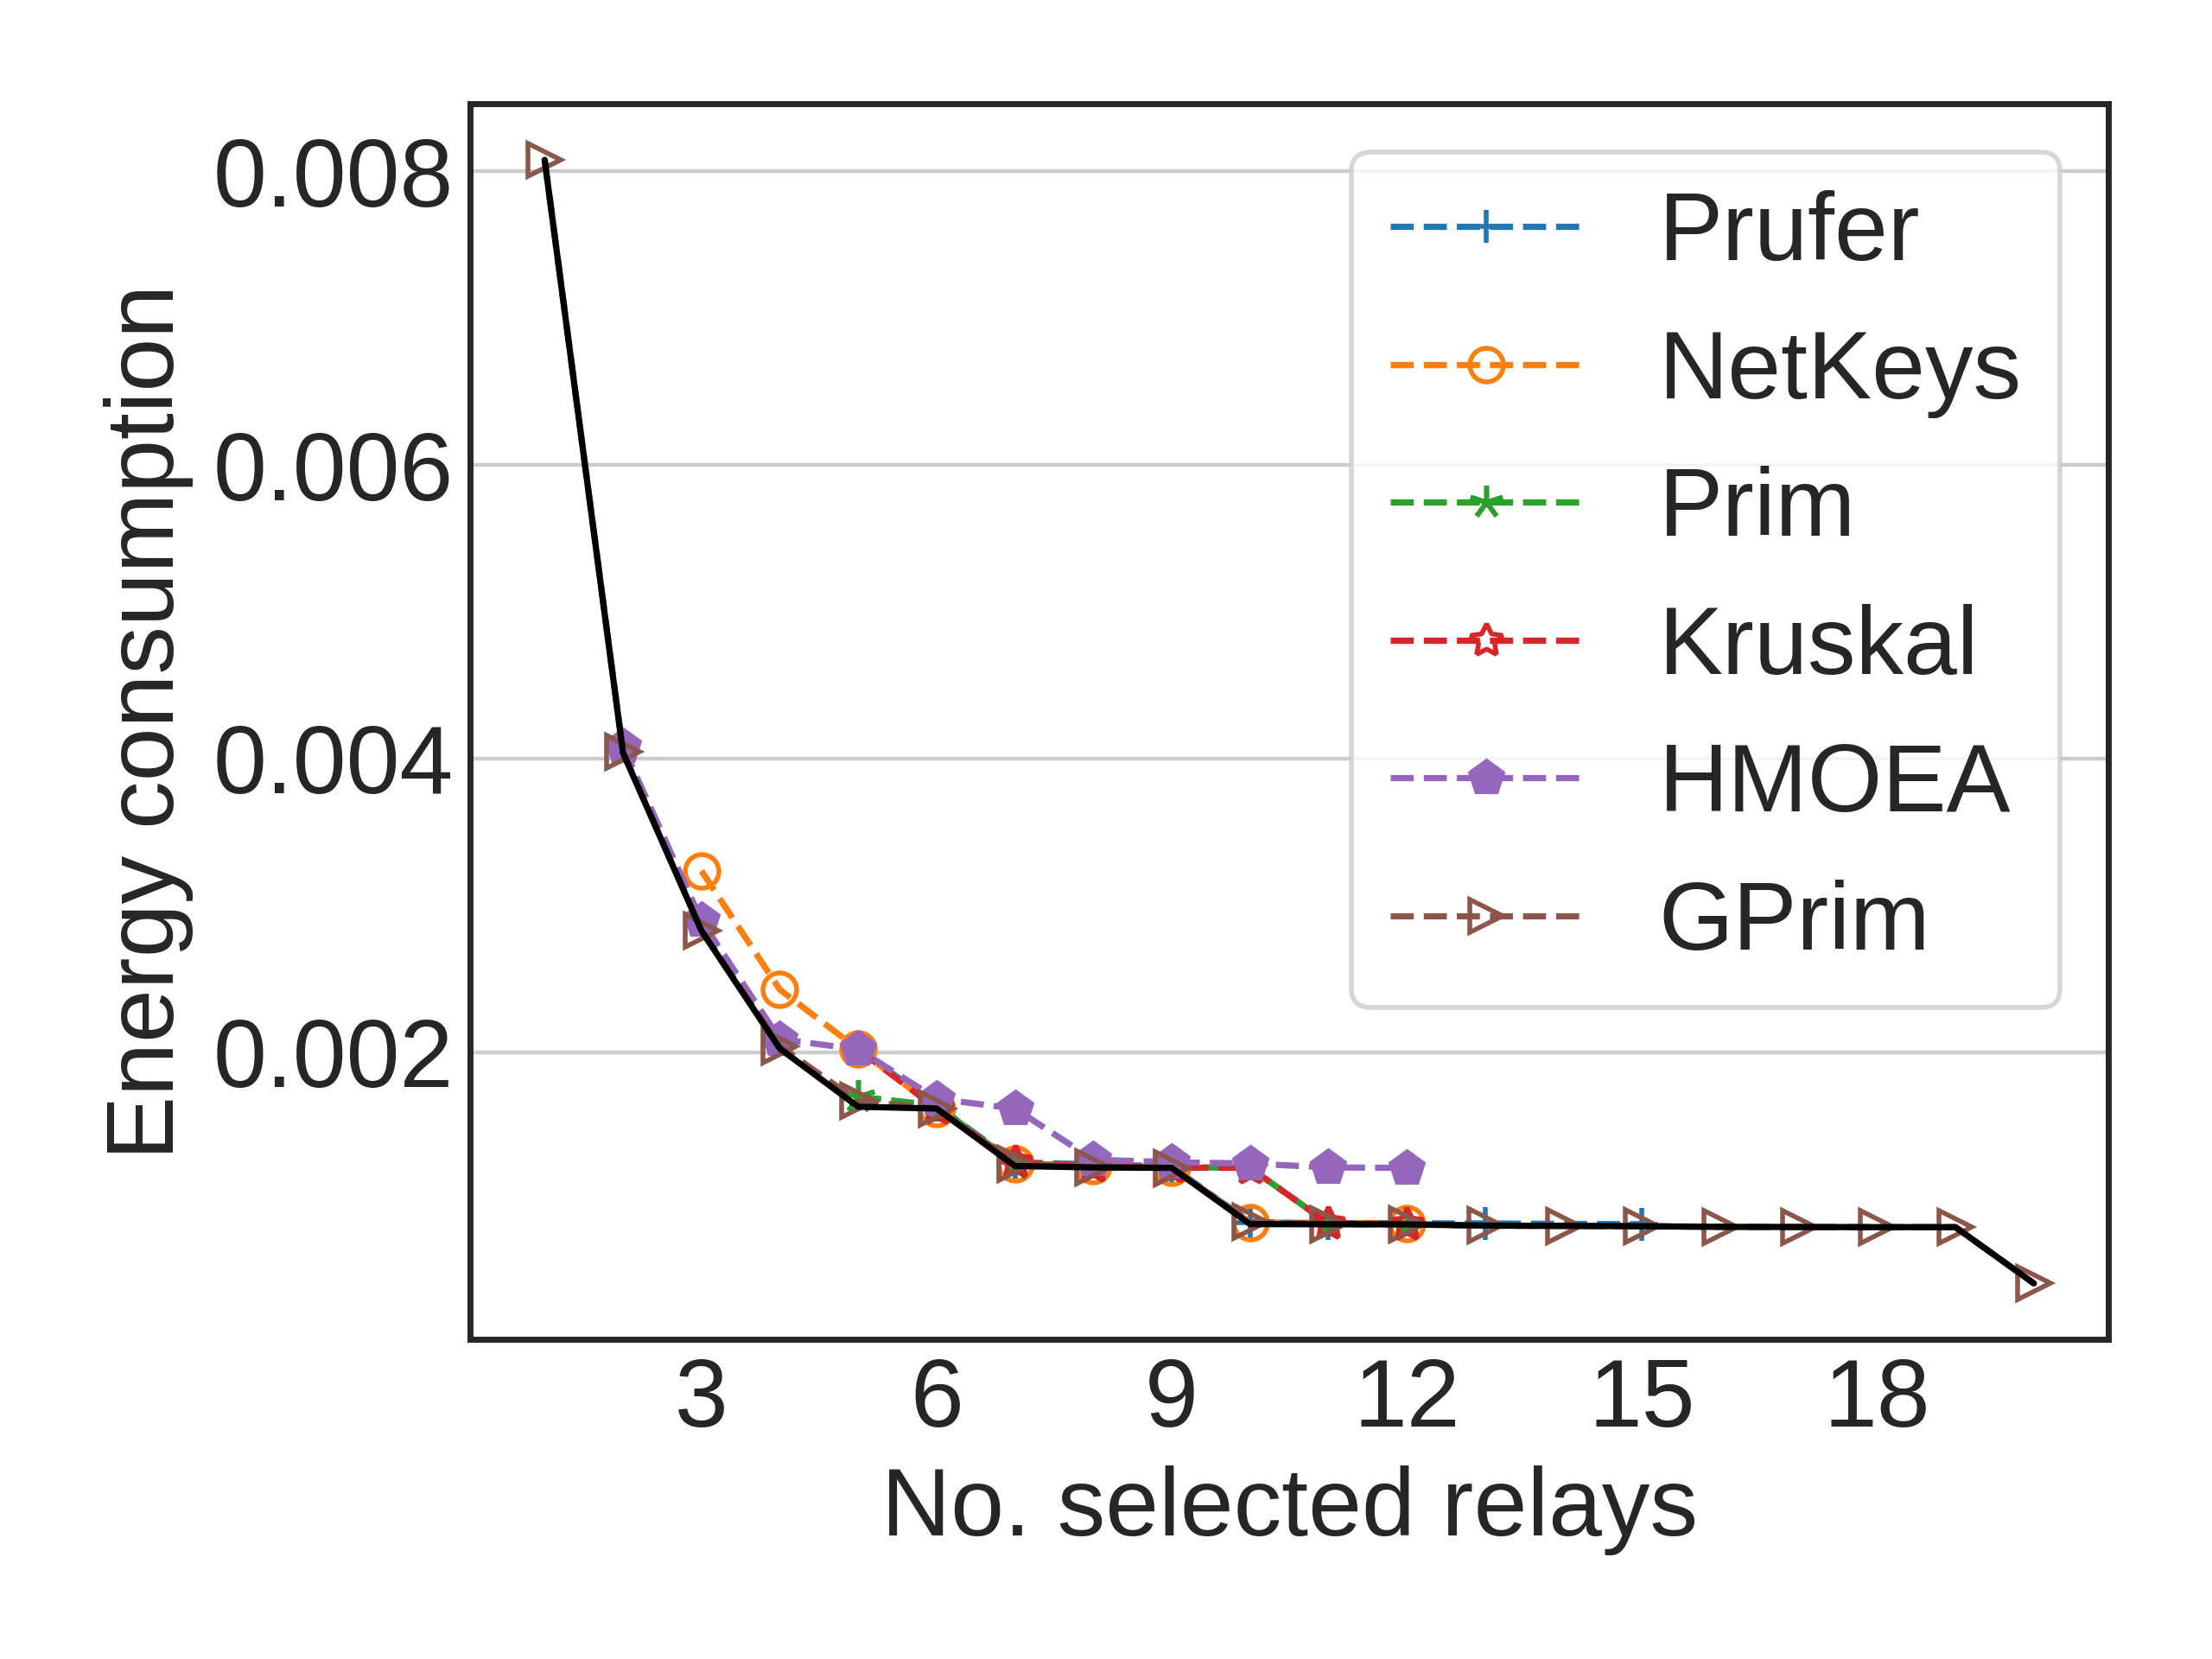 Energy consumption
0.008
0.006
0.004
0.002
3 6 9 12 15 18
No. selected relays
Prufer
NetKeys
Prim
Kruskal
HMOEA
GPrim